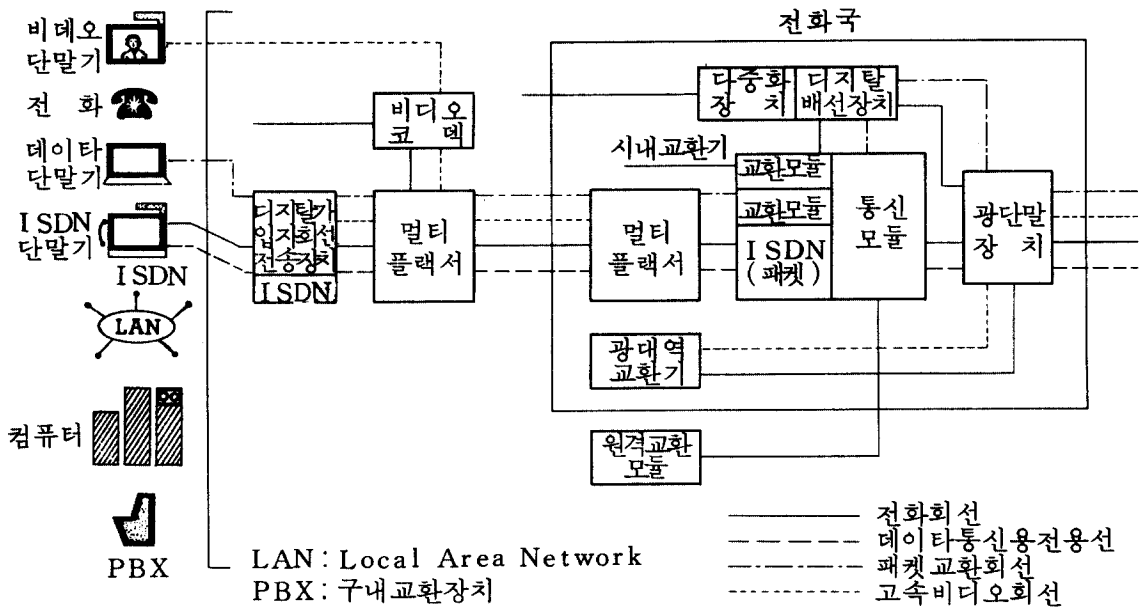 전화국
비데오
단말기
전 화
데이타
단말기
ISDN
단말기
ISDN
LAN
컴퓨터
PBX
비디오
코 덱
디지탈가
입자회선
전송장치
ISDN
멀티
플랙서
멀티
플랙서
다중화
장 치
디지탈
배선장치
시내교환기
교환모듈
교환모듈
ISDN
(패켓)
통신
모듈
광단말
장 치
광대역
교환기
원격교환
모듈
LAN: Local Area Network
PBX: 구내교환장치
전화회선
데이타통신용전용선
패켓교환회선
고속비디오회선